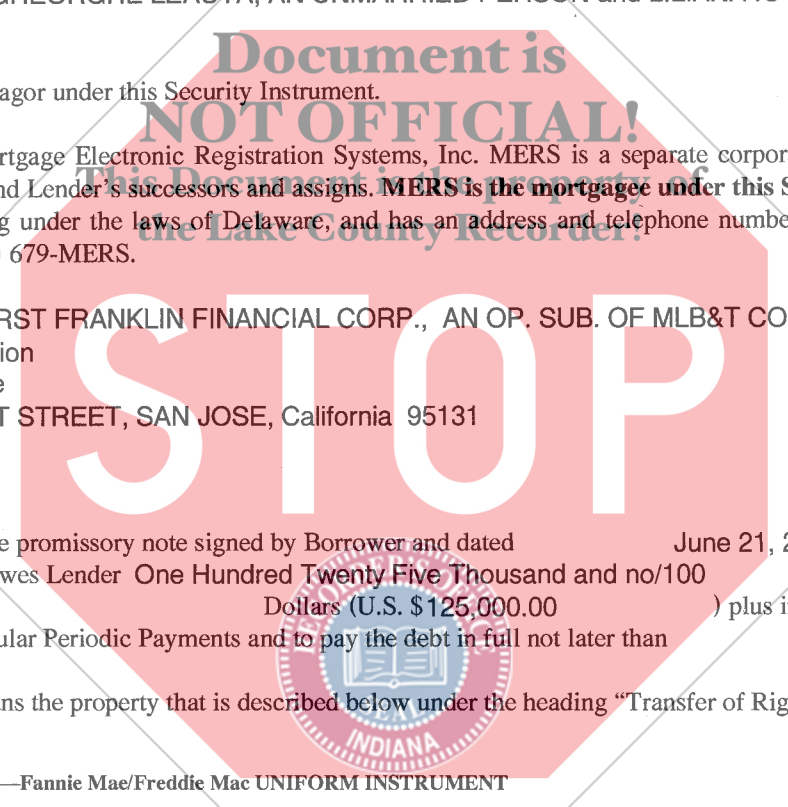 Document is
agor under this Security Instrument.
NOT OFFICIAL!
rtgage Electronic Registration Systems, Inc. MERS is a separate corpor
This Document is the property of
nd Lender's successors and assigns. MERS is the mortgagee under this S
g under the laws of Delaware, and has an address and telephone numbe
the Lake County Recorder!
679-MERS.
RST FRANKLIN FINANCIAL CORP., AN OP. SUB. OF MLB&T CO
ion
e
STOP
T STREET, SAN JOSE, California 95131
e promissory note signed by Borrower and dated June 21, 2
wes Lender One Hundred Twenty Five Thousand and no/100
Dollars (U.S. $125,000.00 ) plus i
ular Periodic Payments and to pay the debt in full not later than
RECORDER'S OFFICE
SEAL
INDIANA
ns the property that is described below under the heading “Transfer of Rig
—Fannie Mae/Freddie Mac UNIFORM INSTRUMENT